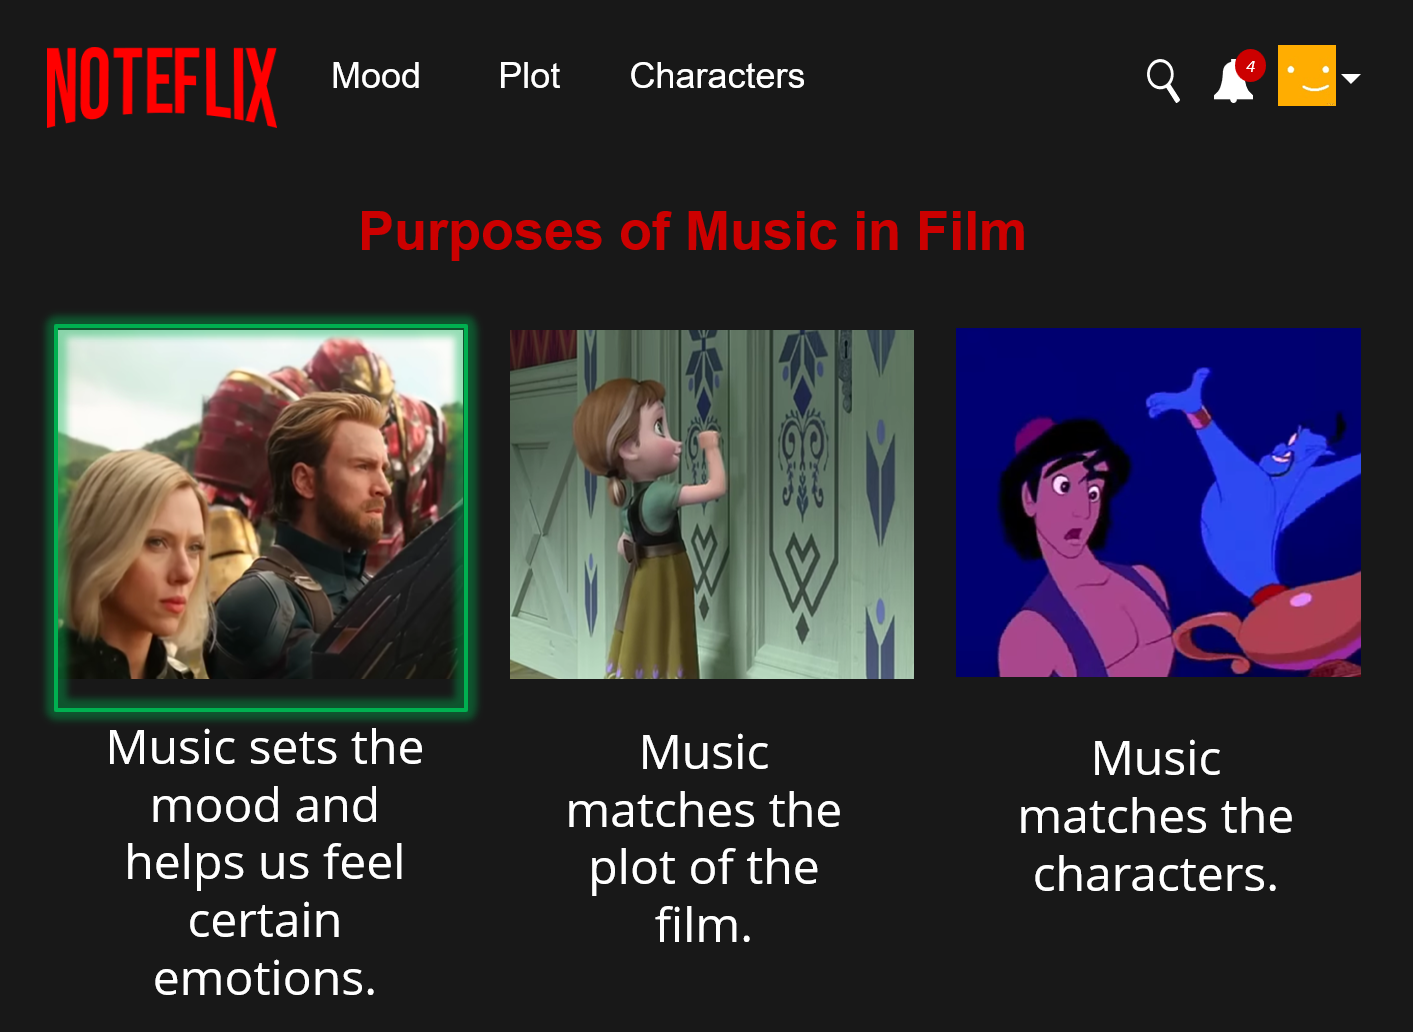 NOTEFLIX
Mood
Plot
Characters
4
Purposes of Music in Film
Music sets the
mood and
helps us feel
certain
emotions.
Music
matches the
plot of the
film.
Music
matches the
characters.